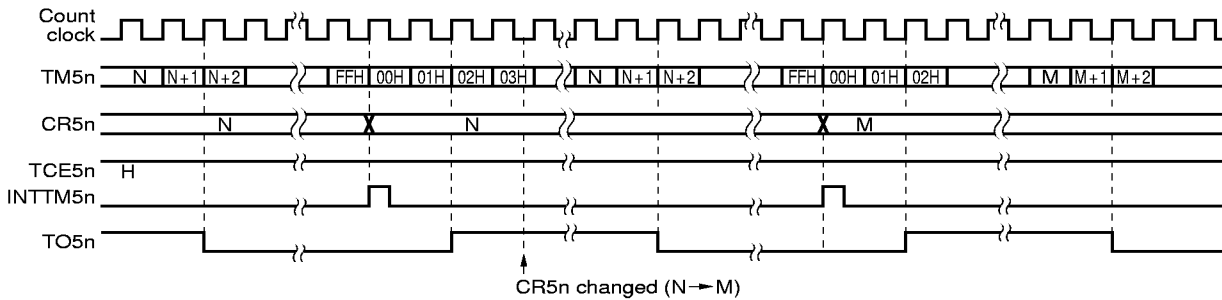 Count
clock
TM5n N N+1 N+2 FFH 00H 01H 02H 03H N N+1 N+2 FFH 00H 01H 02H M M+1 M+2
CR5n N N M
TCE5n H
INTTM5n
TO5n
CR5n changed (N→M)